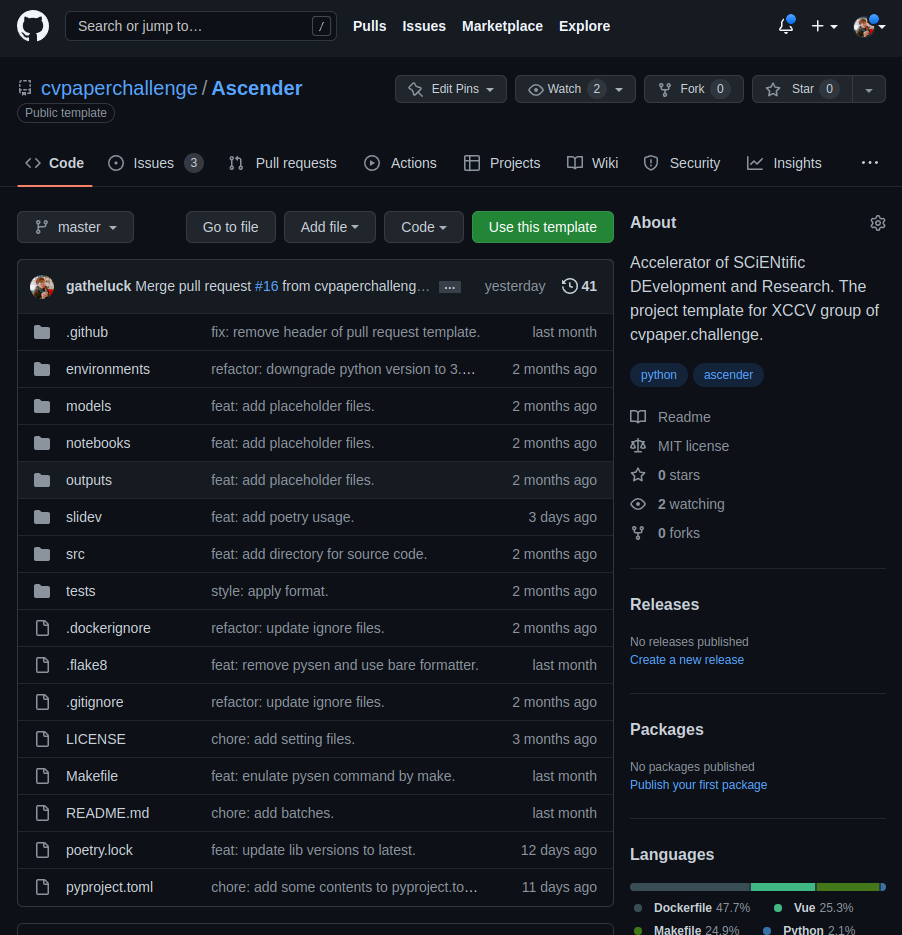 Search or jump to…
/
Pulls
Issues
Marketplace
Explore
cvpaperchallenge / Ascender
Public template
Edit Pins
Watch 2
Fork 0
Star 0
Code
Issues 3
Pull requests
Actions
Projects
Wiki
Security
Insights
master
Go to file
Add file
Code
Use this template
gatheluck Merge pull request #16 from cvpaperchalleng… … yesterday 41
.github fix: remove header of pull request template. last month
environments refactor: downgrade python version to 3.… 2 months ago
models feat: add placeholder files. 2 months ago
notebooks feat: add placeholder files. 2 months ago
outputs feat: add placeholder files. 2 months ago
slidev feat: add poetry usage. 3 days ago
src feat: add directory for source code. 2 months ago
tests style: apply format. 2 months ago
.dockerignore refactor: update ignore files. 2 months ago
.flake8 feat: remove pysen and use bare formatter. last month
.gitignore refactor: update ignore files. 2 months ago
LICENSE chore: add setting files. 3 months ago
Makefile feat: enulate pysen command by make. last month
README.md chore: add batches. last month
poetry.lock feat: update lib versions to latest. 12 days ago
pyproject.toml chore: add some contents to pyproject.to… 11 days ago
About
Accelerator of SCiENtific
DEvelopment and Research. The
project template for XCCV group of
cvpaper.challenge.
python
ascender
Readme
MIT license
0 stars
2 watching
0 forks
Releases
No releases published
Create a new release
Packages
No packages published
Publish your first package
Languages
Dockerfile 47.7% Vue 25.3%
Makefile 24.9% Python 2.1%